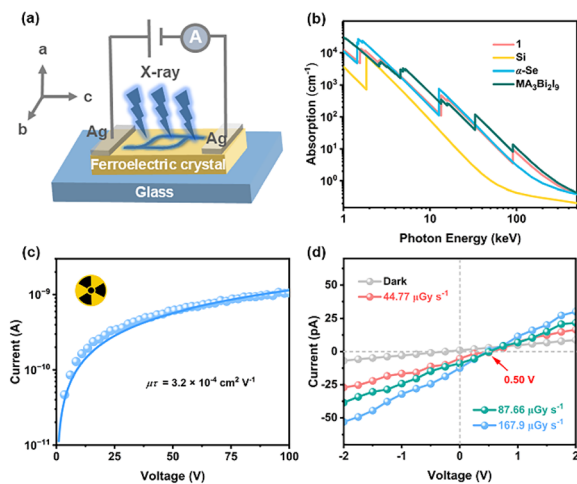 (a)
A
X-ray
a
c
b
Ag
Ag
Ferroelectric crystal
Glass
(b)
Absorption (cm⁻¹)
10⁴
10³
10²
10¹
10⁰
1
Si
α-Se
MA₃Bi₂I₉
1
10
100
Photon Energy (keV)
(c)
Current (A)
10⁻⁹
10⁻¹⁰
10⁻¹¹
μτ = 3.2 × 10⁻⁴ cm² V⁻¹
0
25
50
75
100
Voltage (V)
(d)
Current (pA)
50
25
0
-25
-50
Dark
44.77 μGy s⁻¹
0.50 V
87.66 μGy s⁻¹
167.9 μGy s⁻¹
-2
-1
0
1
2
Voltage (V)